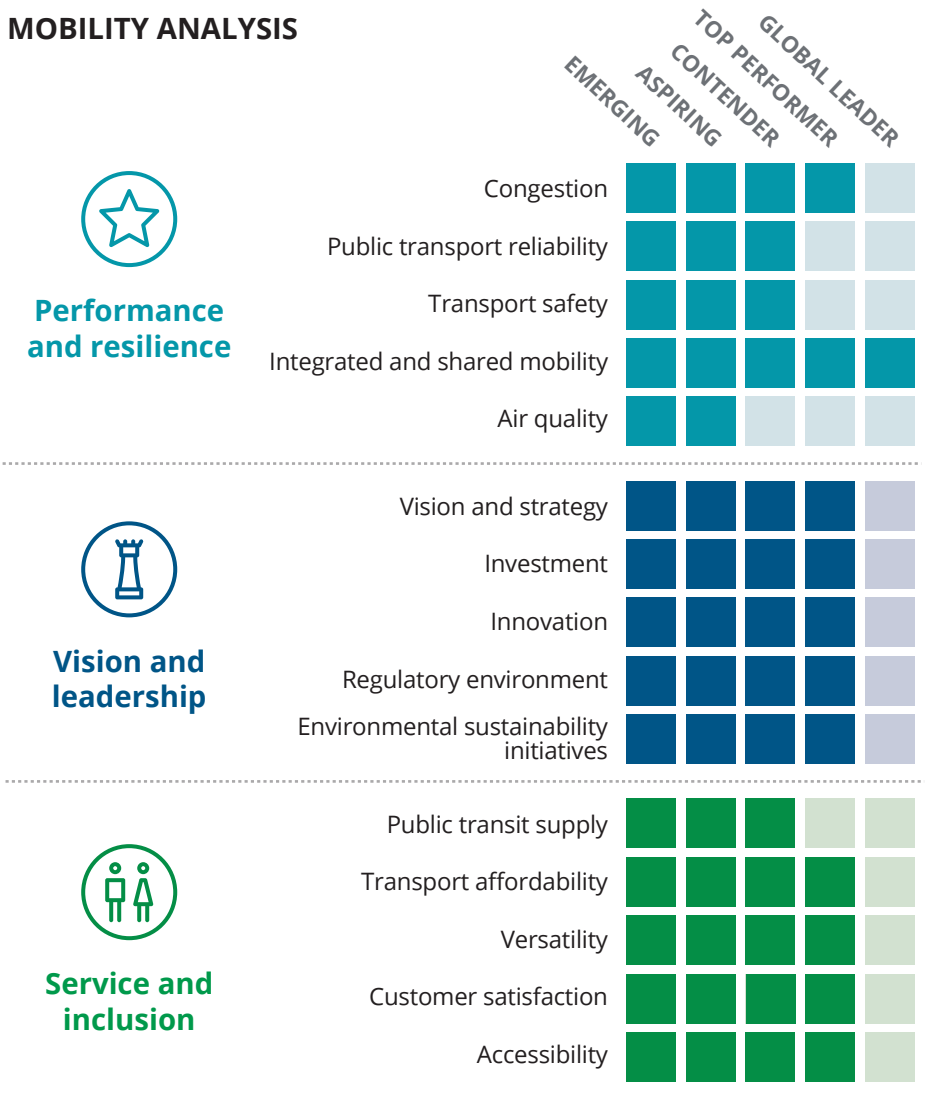 MOBILITY ANALYSIS
EMERGING
ASPIRING
CONTENDER
TOP PERFORMER
GLOBAL LEADER
Performance
and resilience
Congestion
Public transport reliability
Transport safety
Integrated and shared mobility
Air quality
Vision and
leadership
Vision and strategy
Investment
Innovation
Regulatory environment
Environmental sustainability
initiatives
Service and
inclusion
Public transit supply
Transport affordability
Versatility
Customer satisfaction
Accessibility